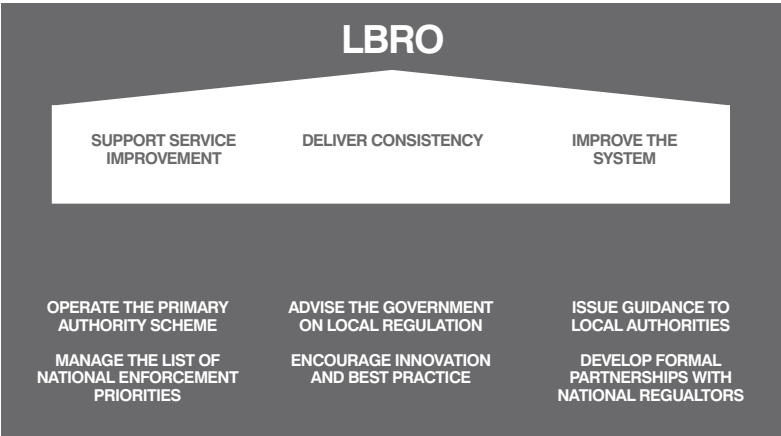 LBRO
SUPPORT SERVICE
IMPROVEMENT
DELIVER CONSISTENCY
IMPROVE THE
SYSTEM
OPERATE THE PRIMARY
AUTHORITY SCHEME
ADVISE THE GOVERNMENT
ON LOCAL REGULATION
ISSUE GUIDANCE TO
LOCAL AUTHORITIES
MANAGE THE LIST OF
NATIONAL ENFORCEMENT
PRIORITIES
ENCOURAGE INNOVATION
AND BEST PRACTICE
DEVELOP FORMAL
PARTNERSHIPS WITH
NATIONAL REGUALTORS